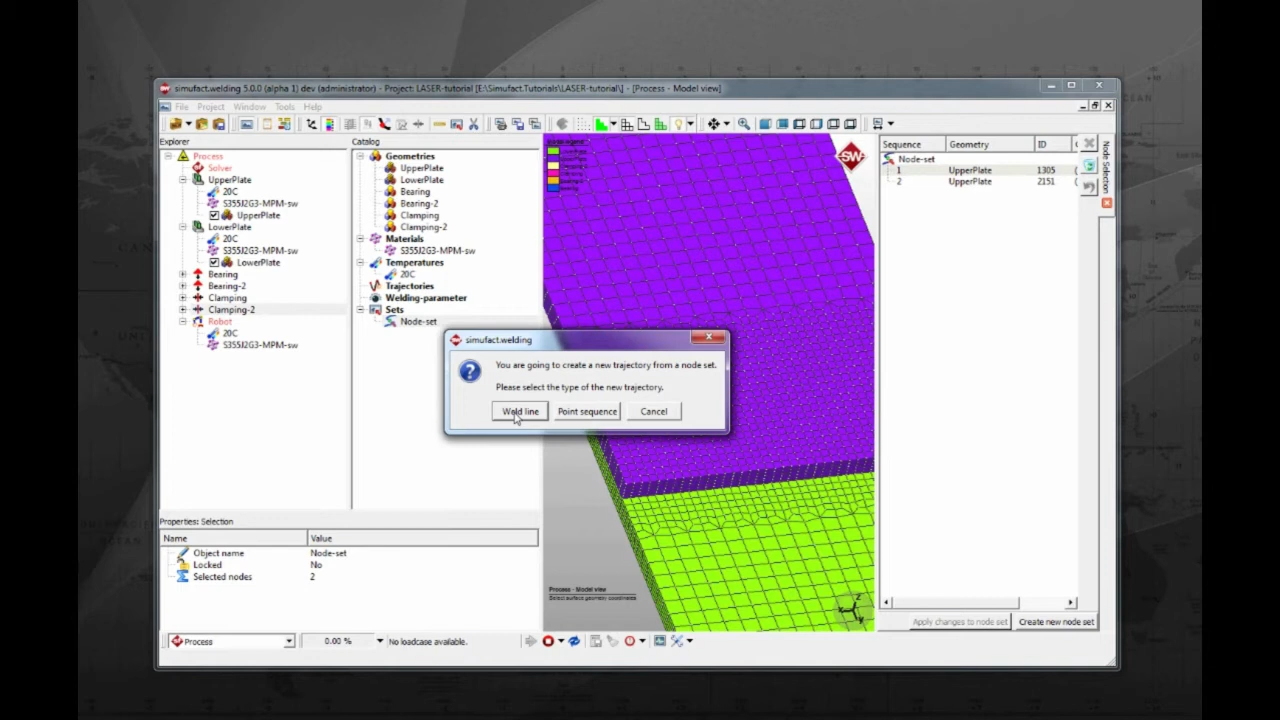 simufact.welding 5.0.0 (alpha 1) dev (administrator) - Project: LASER-tutorial [E:\Simufact.Tutorials\LASER-tutorial\] - [Process - Model view]
File Project Window Tools Help
Explorer
Process
Solver
UpperPlate
20C
S355J2G3-MPM-sw
UpperPlate
LowerPlate
20C
S355J2G3-MPM-sw
LowerPlate
Bearing
Bearing-2
Clamping
Clamping-2
Robot
20C
S355J2G3-MPM-sw
Catalog
Geometries
UpperPlate
LowerPlate
Bearing
Bearing-2
Clamping
Clamping-2
Materials
S355J2G3-MPM-sw
Temperatures
20C
Trajectories
Welding-parameter
Sets
Node-set
SW
Sequence Geometry ID
Node-set
1 UpperPlate 1305
2 UpperPlate 2151
Node Selection
simufact.welding
You are going to create a new trajectory from a node set.
Please select the type of the new trajectory.
Weld line Point sequence Cancel
Properties: Selection
Name Value
Object name Node-set
Locked No
Selected nodes 2
Process - Model view
Select surface geometry coordinates
Z
X
Y
Apply changes to node set Create new node set
Process 0.00 % No loadcase available.